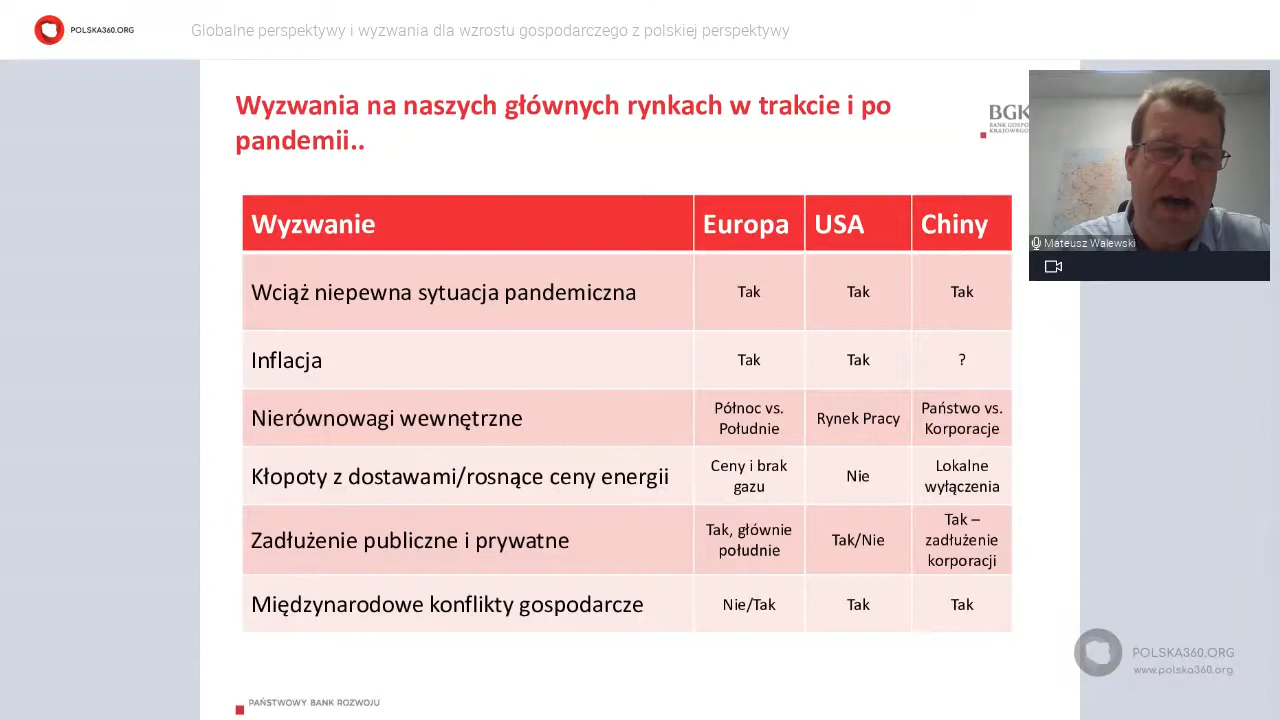 POLSKA360.ORG
Globalne perspektywy i wyzwania dla wzrostu gospodarczego z polskiej perspektywy
Wyzwania na naszych głównych rynkach w trakcie i po
pandemii..
BGK
BANK GOSPO
KRAJOWEGO
Mateusz Walewski
Wyzwanie Europa USA Chiny
Wciąż niepewna sytuacja pandemiczna Tak Tak Tak
Inflacja Tak Tak ?
Nierównowagi wewnętrzne Północ vs. Południe Rynek Pracy Państwo vs. Korporacje
Kłopoty z dostawami/rosnące ceny energii Ceny i brak gazu Nie Lokalne wyłączenia
Zadłużenie publiczne i prywatne Tak, głównie południe Tak/Nie Tak – zadłużenie korporacji
Międzynarodowe konflikty gospodarcze Nie/Tak Tak Tak
POLSKA360.ORG
www.polska360.org
PAŃSTWOWY BANK ROZWOJU